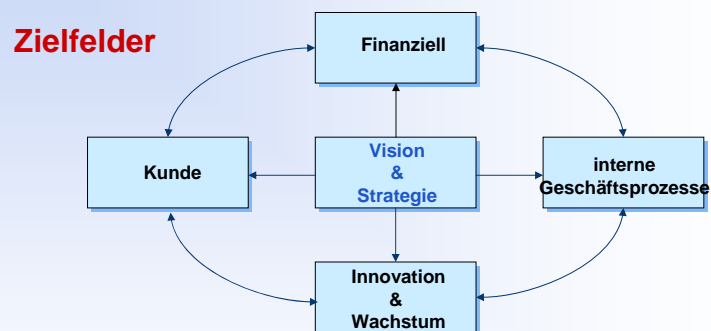 Zielfelder
Finanziell
Kunde
Vision
&
Strategie
interne
Geschäftsprozesse
Innovation
&
Wachstum